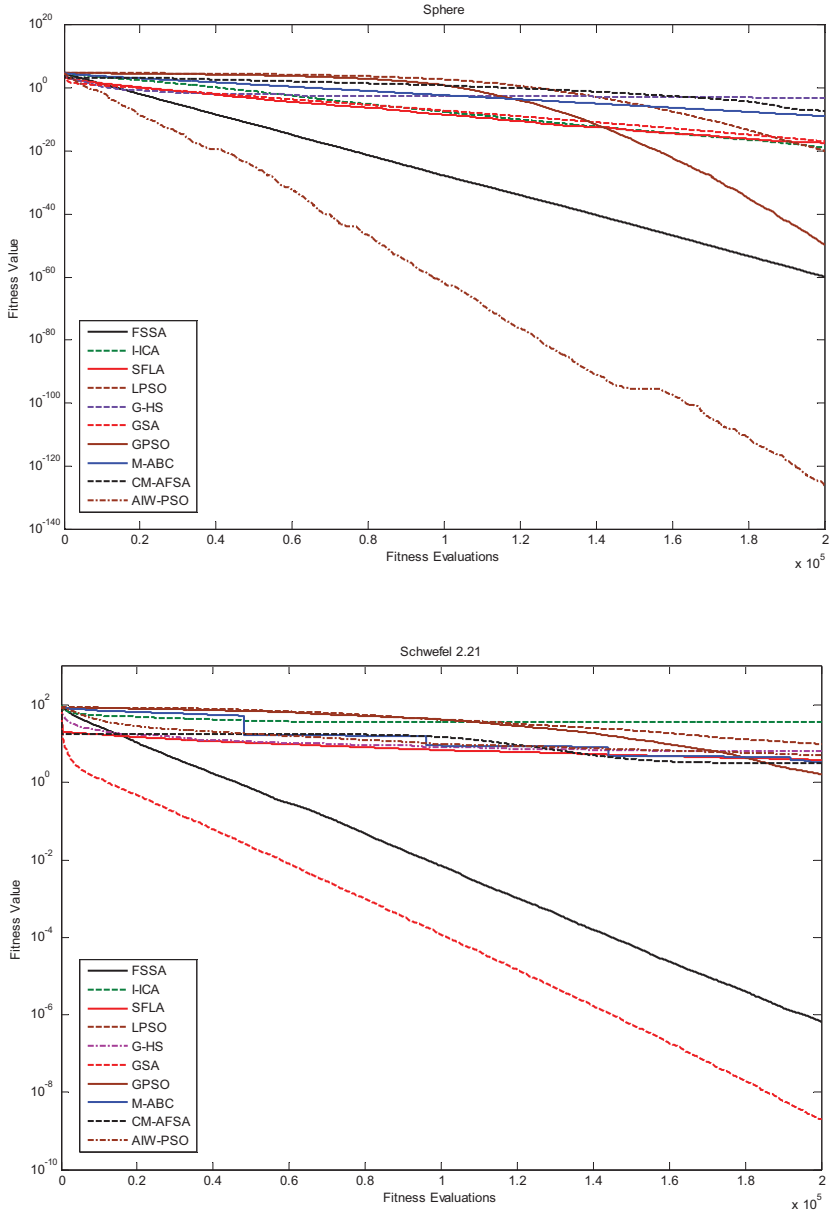 Sphere
10^20
10^0
10^-20
10^-40
10^-60
10^-80
10^-100
10^-120
10^-140
Fitness Value
FSSA
I-ICA
SFLA
LPSO
G-HS
GSA
GPSO
M-ABC
CM-AFSA
AIW-PSO
0 0.2 0.4 0.6 0.8 1 1.2 1.4 1.6 1.8 2
Fitness Evaluations
x 10^5
Schwefel 2.21
10^2
10^0
10^-2
10^-4
10^-6
10^-8
10^-10
Fitness Value
FSSA
I-ICA
SFLA
LPSO
G-HS
GSA
GPSO
M-ABC
CM-AFSA
AIW-PSO
0 0.2 0.4 0.6 0.8 1 1.2 1.4 1.6 1.8 2
Fitness Evaluations
x 10^5